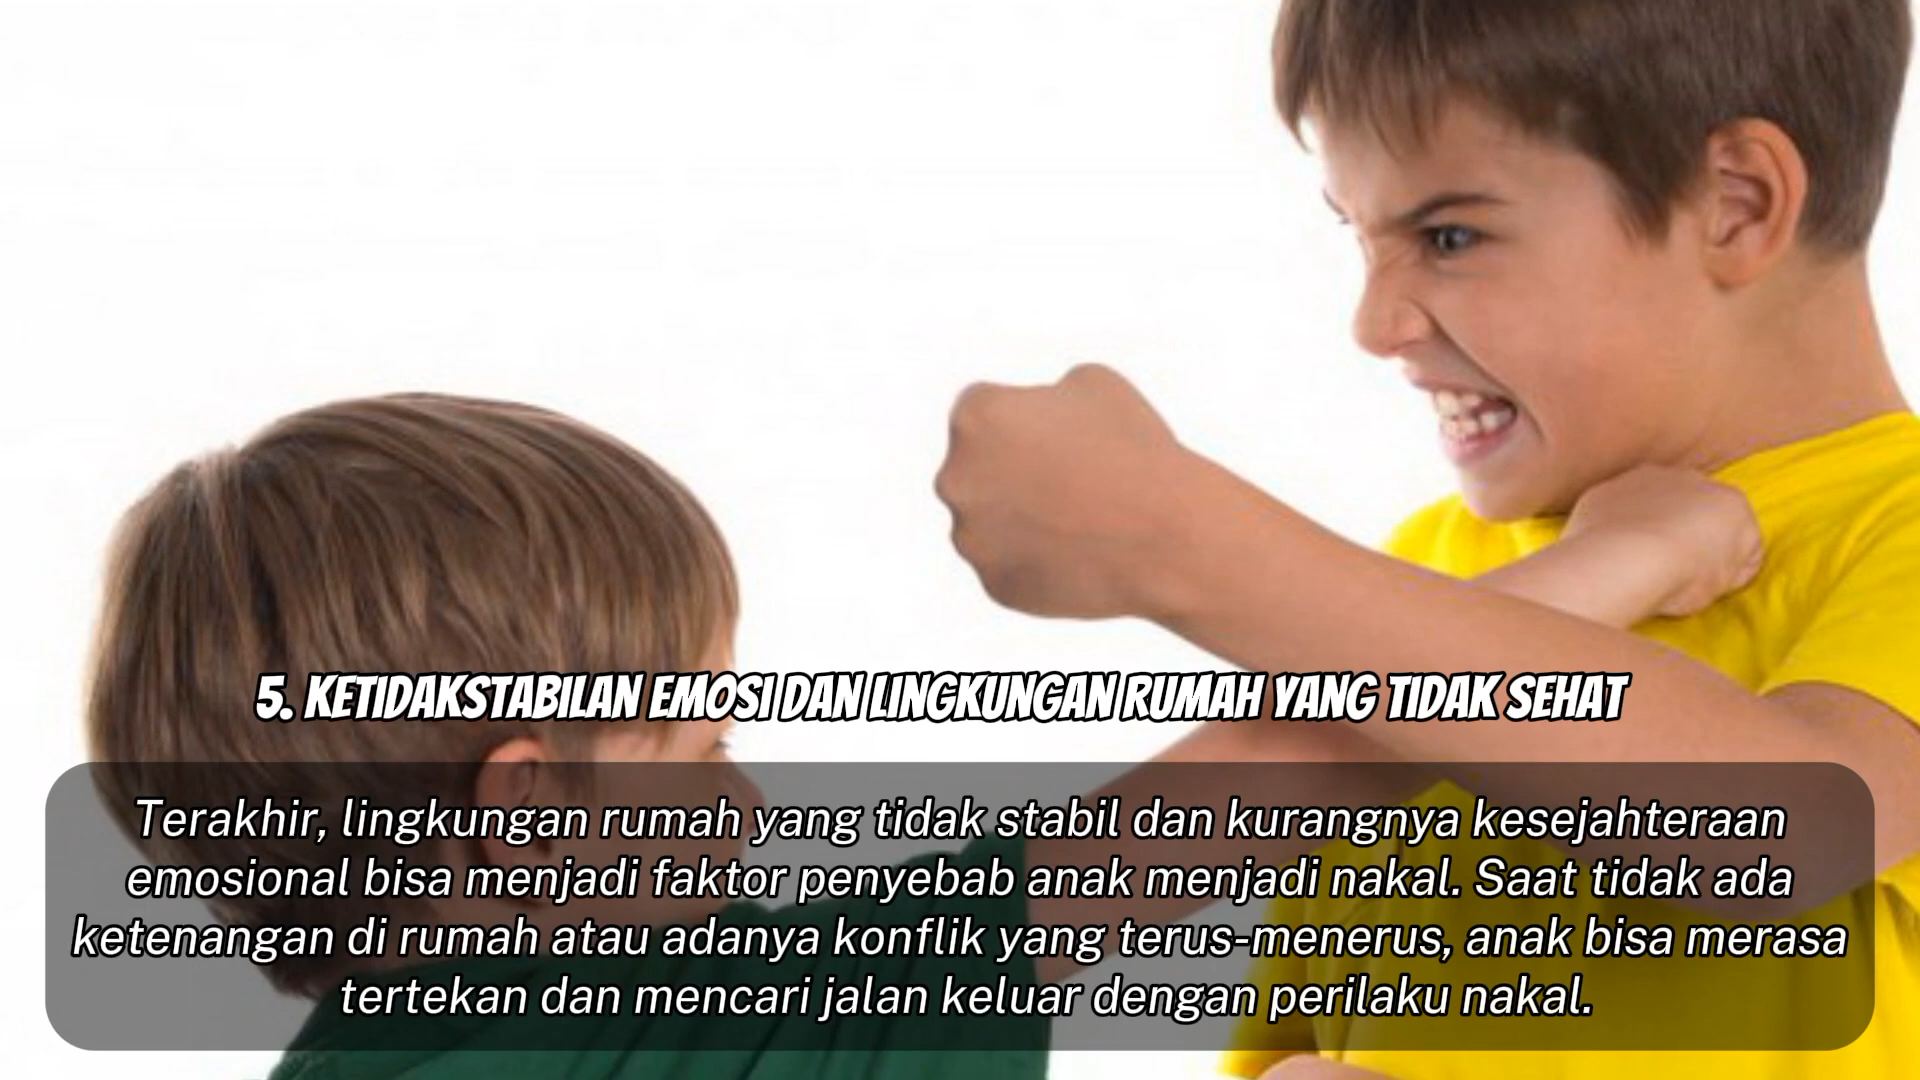 5. KETIDAKSTABILAN EMOSI DAN LINGKUNGAN RUMAH YANG TIDAK SEHAT
Terakhir, lingkungan rumah yang tidak stabil dan kurangnya kesejahteraan
emosional bisa menjadi faktor penyebab anak menjadi nakal. Saat tidak ada
ketenangan di rumah atau adanya konflik yang terus-menerus, anak bisa merasa
tertekan dan mencari jalan keluar dengan perilaku nakal.